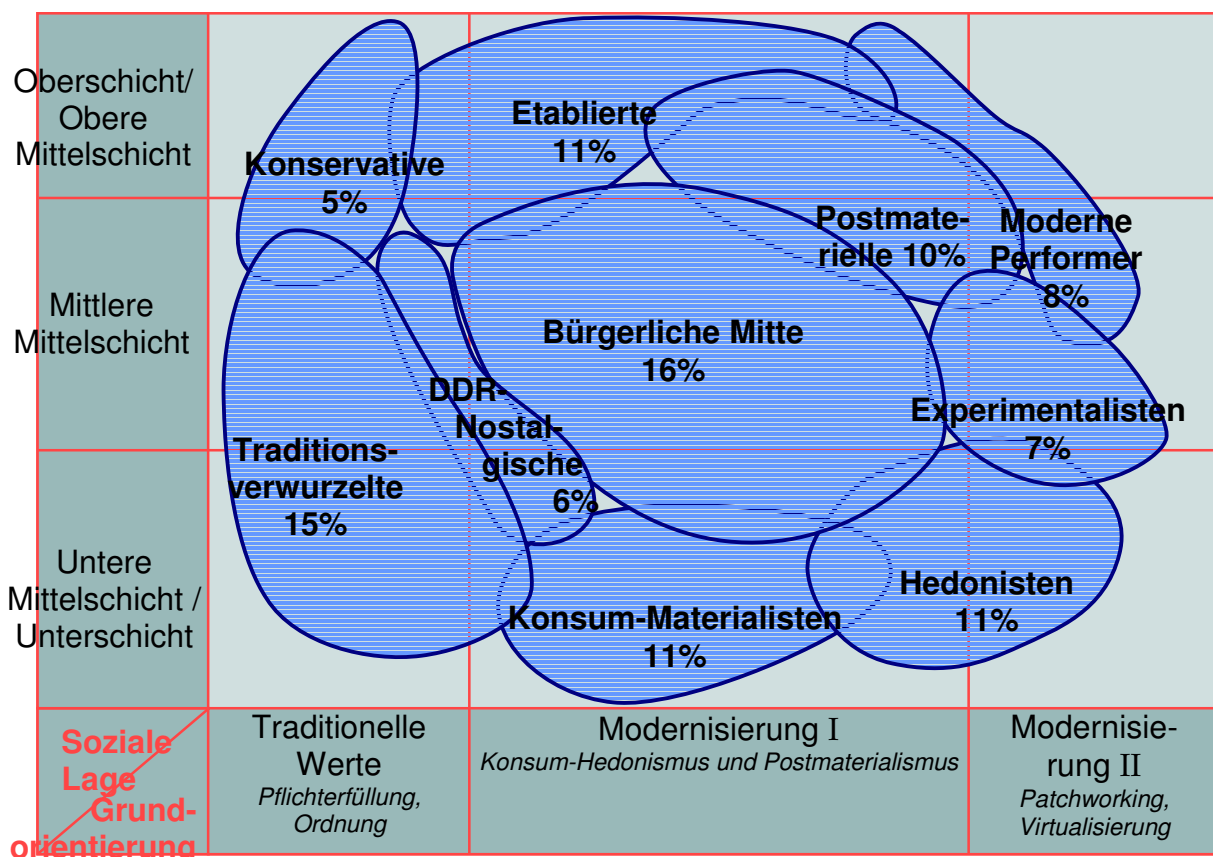 Oberschicht/
Obere
Mittelschicht
Etablierte
11%
Konservative
5%
Postmate-
rielle 10%
Moderne
Performer
8%
Mittlere
Mittelschicht
Bürgerliche Mitte
16%
DDR-
Nostal-
gische
6%
Experimentalisten
7%
Traditions-
verwurzelte
15%
Untere
Mittelschicht /
Unterschicht
Hedonisten
11%
Konsum-Materialisten
11%
Soziale
Lage
Grund-
orientierung
Traditionelle
Werte
Pflichterfüllung,
Ordnung
Modernisierung I
Konsum-Hedonismus und Postmaterialismus
Modernisie-
rung II
Patchworking,
Virtualisierung